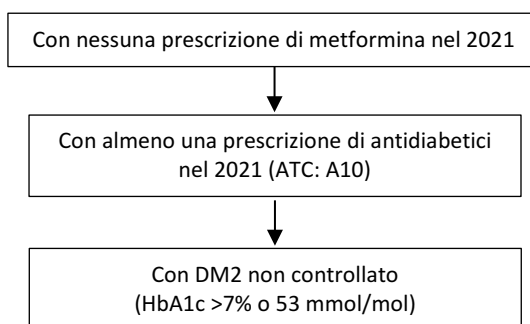 Con nessuna prescrizione di metformina nel 2021
Con almeno una prescrizione di antidiabetici
nel 2021 (ATC: A10)
Con DM2 non controllato
(HbA1c >7% o 53 mmol/mol)